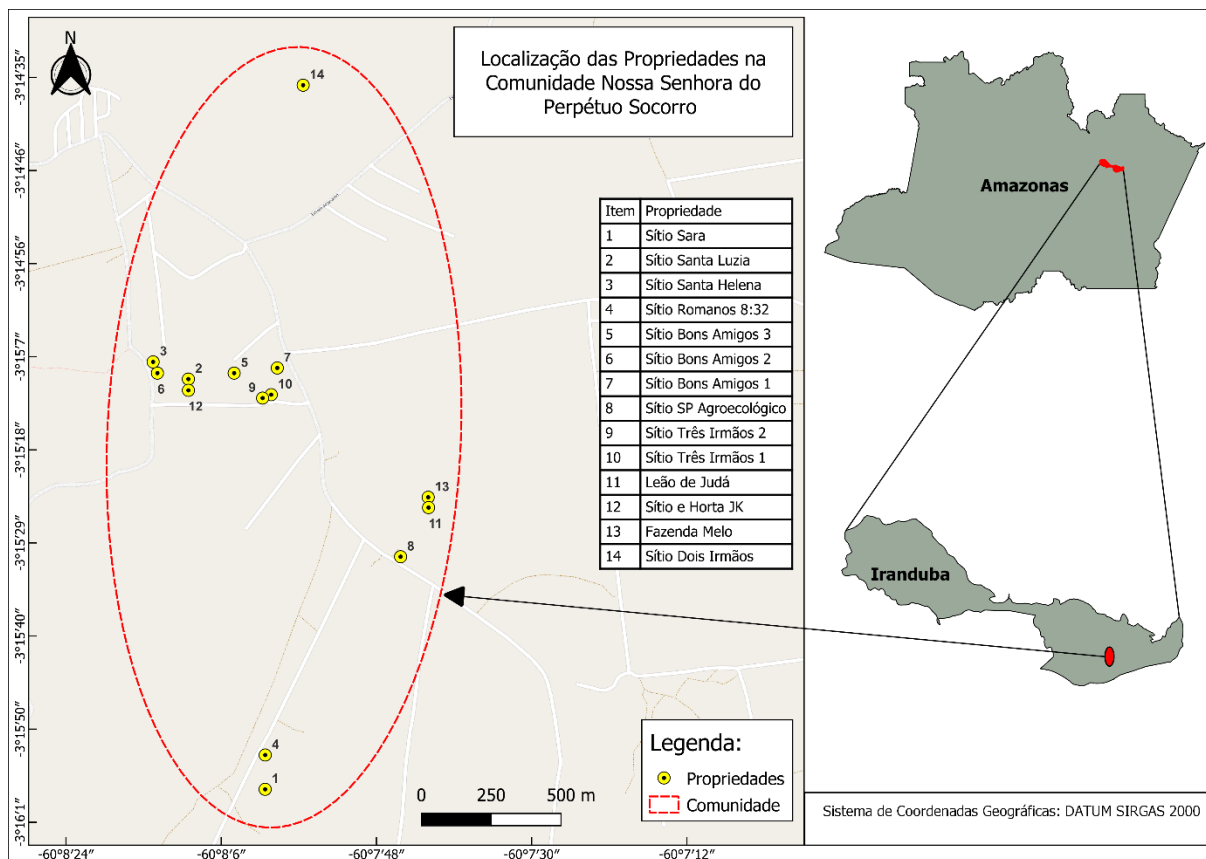 N
Localização das Propriedades na
Comunidade Nossa Senhora do
Perpétuo Socorro
-3°14'35"
-3°14'46"
-3°14'56"
-3°15'7"
-3°15'18"
-3°15'29"
-3°15'40"
-3°15'50"
-3°16'1"
14
3
6
2
12
5
7
9
10
13
11
8
4
1
Item Propriedade
1 Sítio Sara
2 Sítio Santa Luzia
3 Sítio Santa Helena
4 Sítio Romanos 8:32
5 Sítio Bons Amigos 3
6 Sítio Bons Amigos 2
7 Sítio Bons Amigos 1
8 Sítio SP Agroecológico
9 Sítio Três Irmãos 2
10 Sítio Três Irmãos 1
11 Leão de Judá
12 Sítio e Horta JK
13 Fazenda Melo
14 Sítio Dois Irmãos
Legenda:
Propriedades
Comunidade
0 250 500 m
-60°8'24" -60°8'6" -60°7'48" -60°7'30" -60°7'12"
Amazonas
Iranduba
Sistema de Coordenadas Geográficas: DATUM SIRGAS 2000